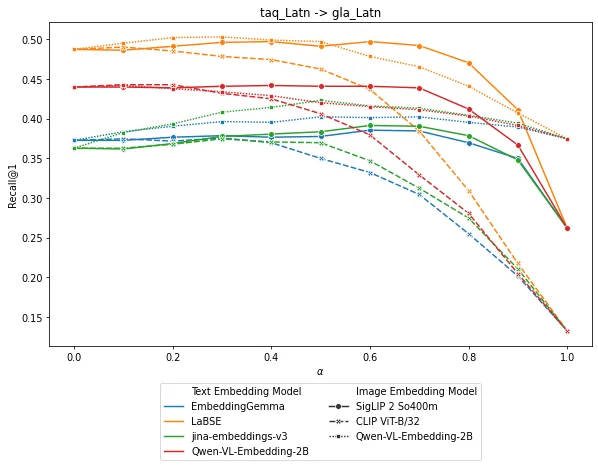 taq_Latn -> gla_Latn
Recall@1
0.50
0.45
0.40
0.35
0.30
0.25
0.20
0.15
0.0
0.2
0.4
0.6
0.8
1.0
α
Text Embedding Model
EmbeddingGemma
LaBSE
jina-embeddings-v3
Qwen-VL-Embedding-2B
Image Embedding Model
SigLIP 2 So400m
CLIP ViT-B/32
Qwen-VL-Embedding-2B